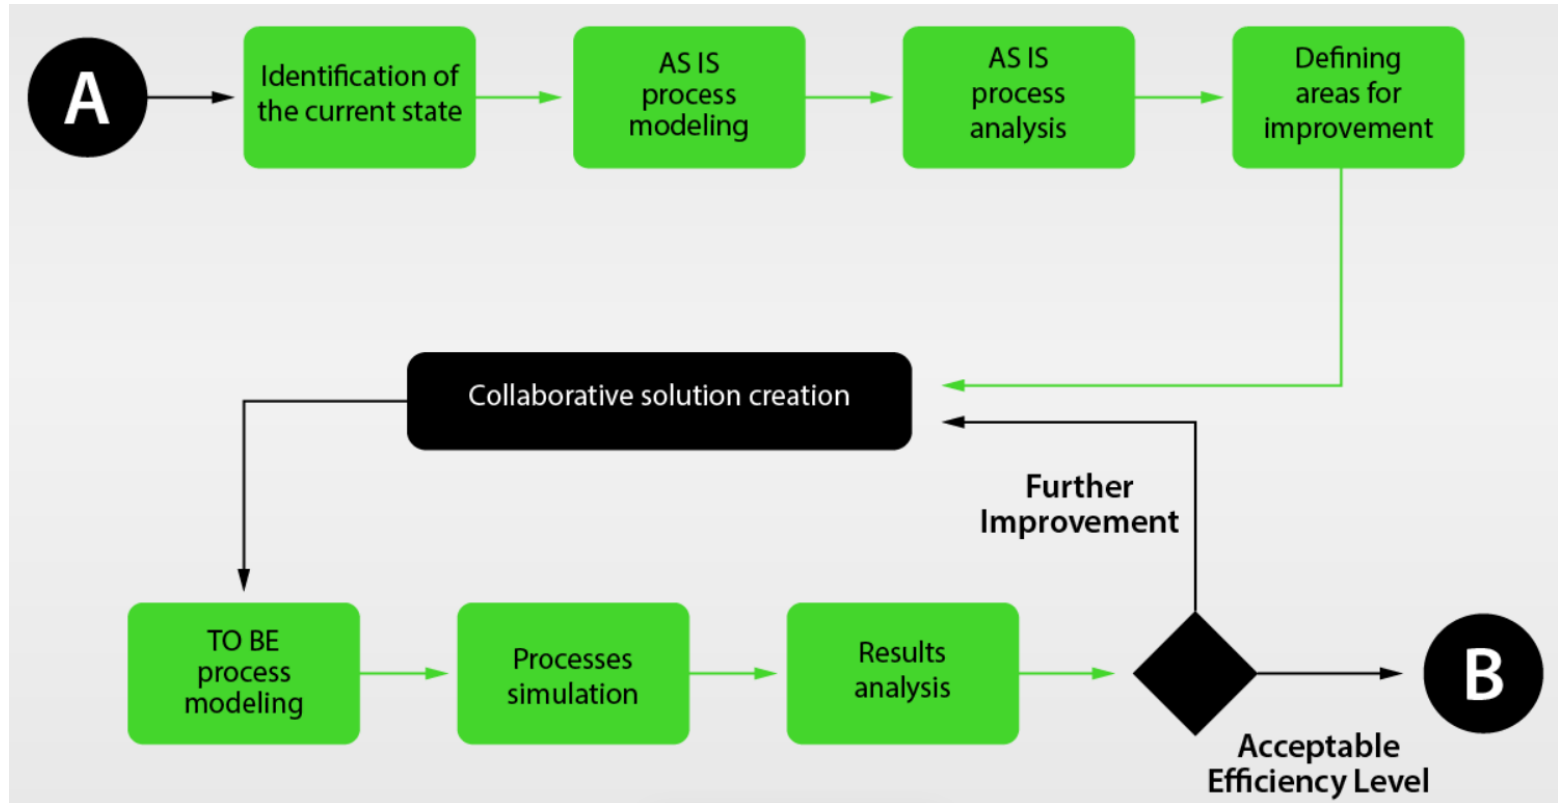 A
Identification of
the current state
AS IS
process
modeling
AS IS
process
analysis
Defining
areas for
improvement
Collaborative solution creation
Further
Improvement
TO BE
process
modeling
Processes
simulation
Results
analysis
B
Acceptable
Efficiency Level